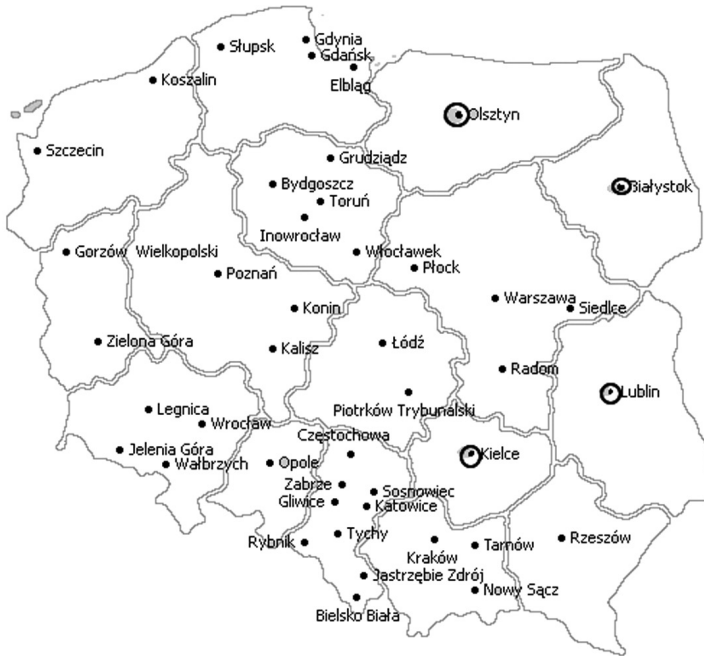 Gdynia
Słupsk
Gdańsk
Elbląg
Koszalin
Olsztyn
Szczecin
Grudziądz
Bydgoszcz
Białystok
Toruń
Inowrocław
Gorzów Wielkopolski
Włocławek
Poznań
Płock
Warszawa
Konin
Siedlce
Zielona Góra
Kalisz
Łódź
Radom
Lublin
Legnica
Piotrków Trybunalski
Wrocław
Częstochowa
Jelenia Góra
Kielce
Wałbrzych
Opole
Zabrze
Sosnowiec
Gliwice
Katowice
Tychy
Rybnik
Kraków
Tarnów
Rzeszów
Jastrzębie Zdrój
Nowy Sącz
Bielsko Biała